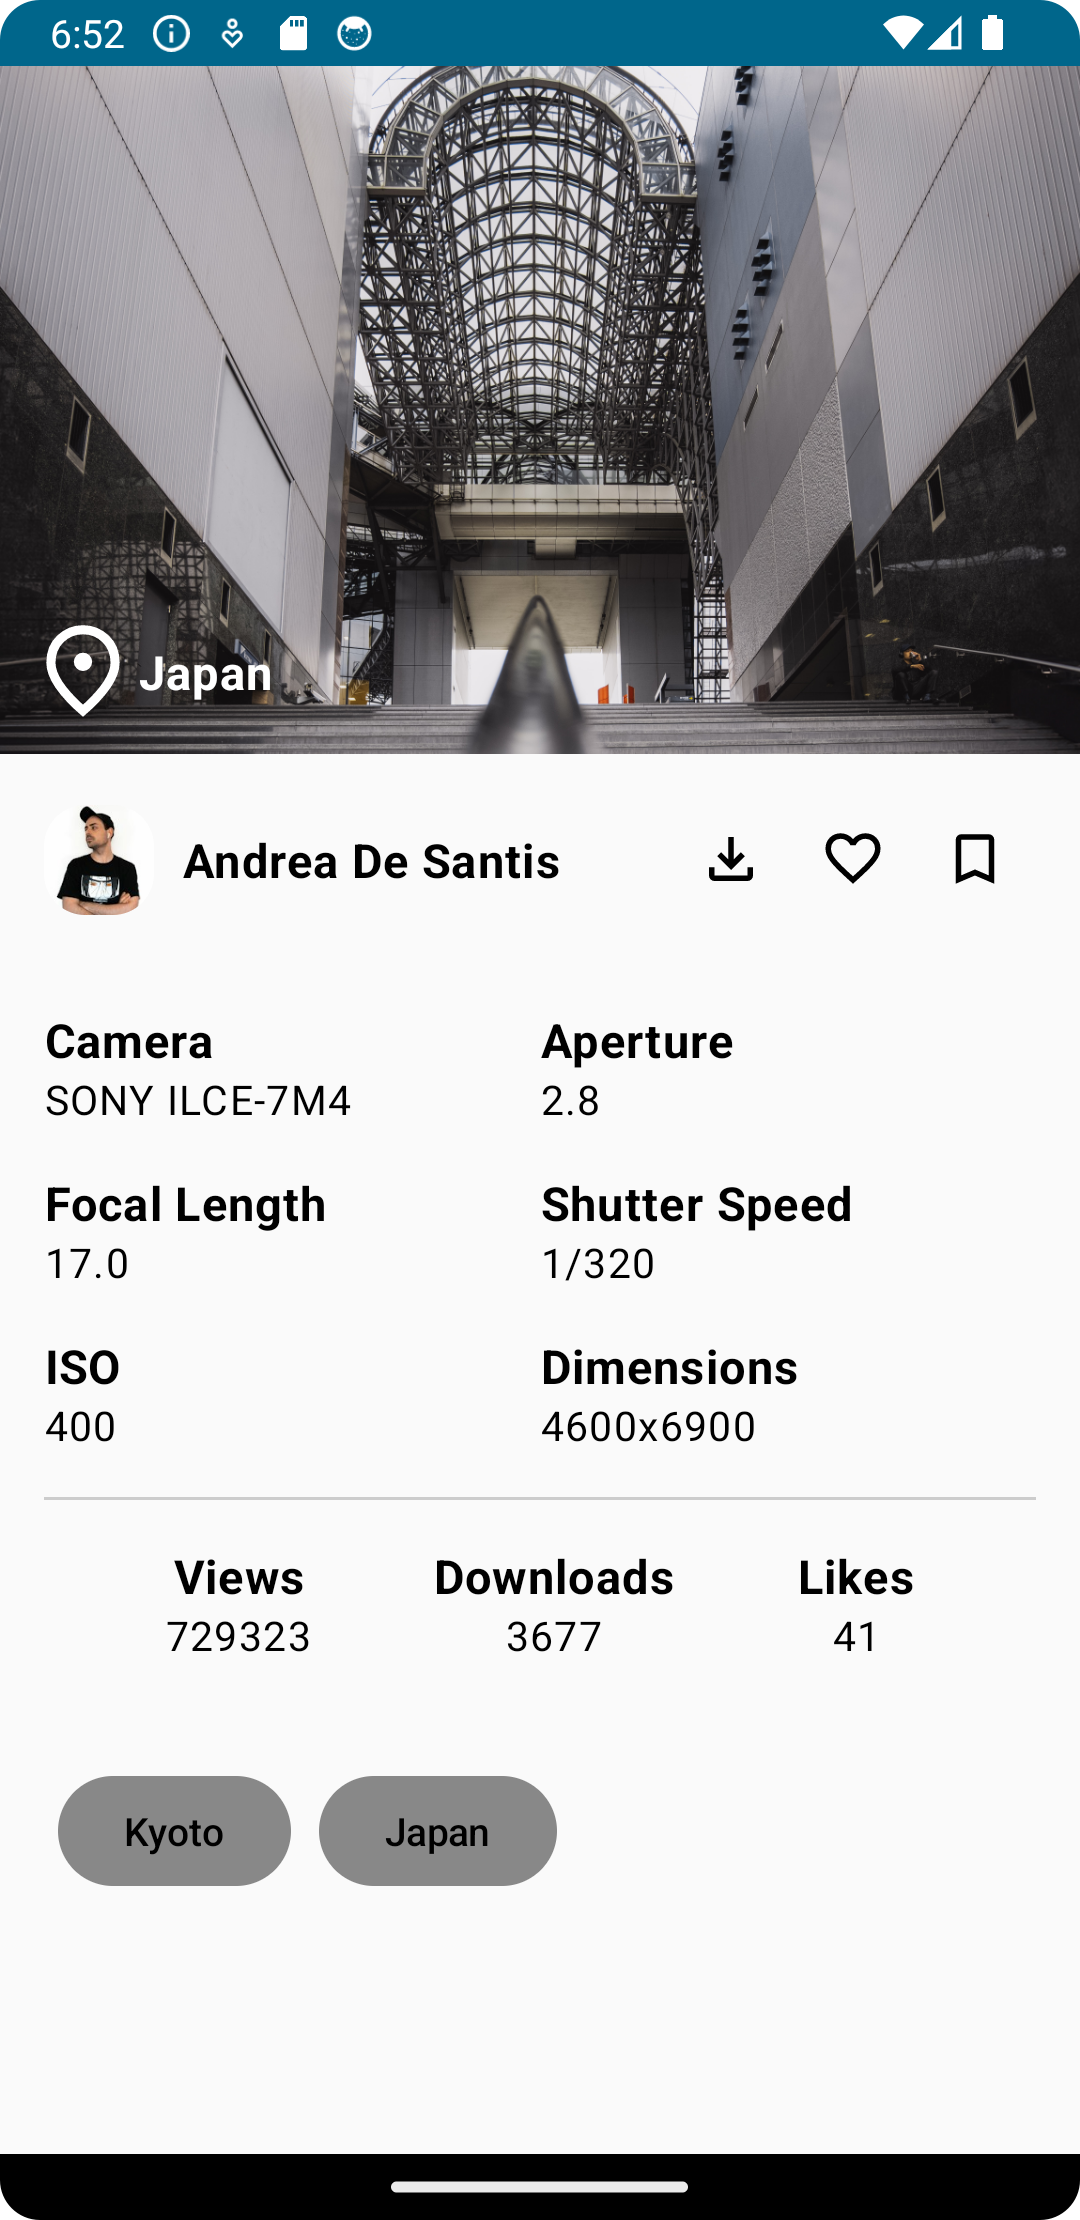 6:52
Japan
Andrea De Santis
Camera
Aperture
SONY ILCE-7M4
2.8
Focal Length
Shutter Speed
17.0
1/320
ISO
Dimensions
400
4600x6900
Views
Downloads
Likes
729323
3677
41
Kyoto
Japan